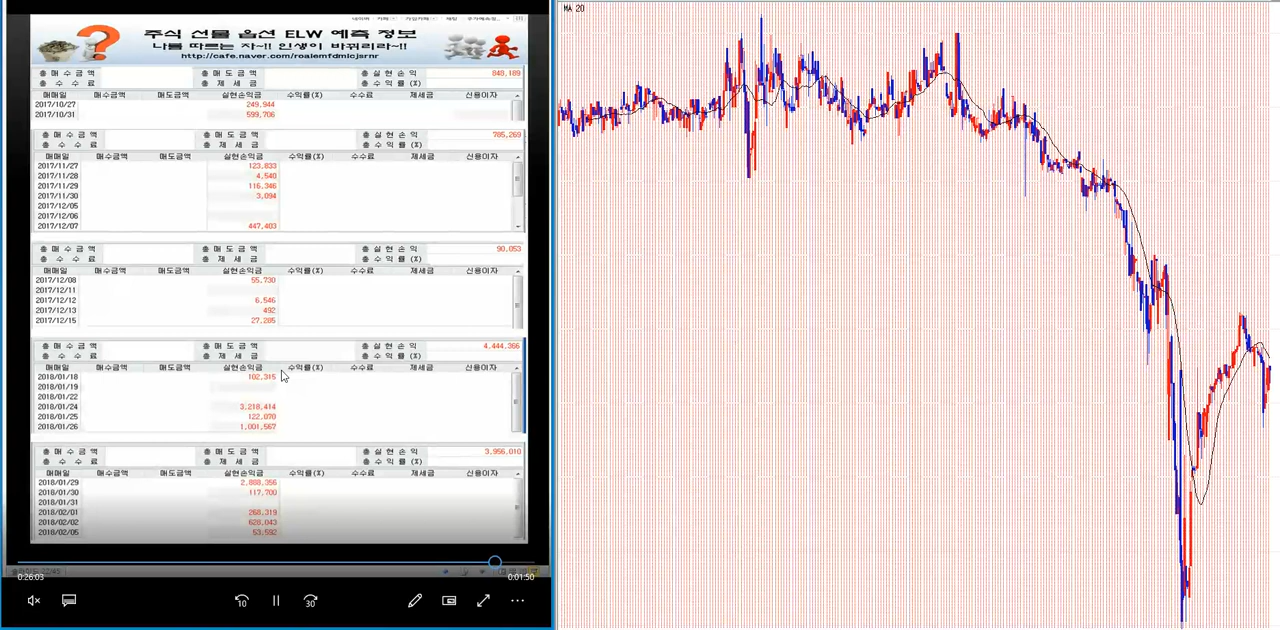 주식 선물 옵션 ELW 예측 정보
나를 따르는 자~!! 인생이 바뀌리라~!!
http://cafe.naver.com/roalemfdmicjsrnr
총 매 수 금 액 총 매 도 금 액 총 실 현 손 익 848,189
총 수 수 료 총 제 세 금 총 수 익 률 (%)
매매일 매수금액 매도금액 실현손익금 수익률(%) 수수료 제세금 신용이자
2017/10/27 249,944
2017/10/31 599,706
총 매 수 금 액 총 매 도 금 액 총 실 현 손 익 785,269
총 수 수 료 총 제 세 금 총 수 익 률 (%)
매매일 매수금액 매도금액 실현손익금 수익률(%) 수수료 제세금 신용이자
2017/11/27 123,833
2017/11/28 4,540
2017/11/29 116,346
2017/11/30 3,094
2017/12/05
2017/12/06
2017/12/07 447,403
총 매 수 금 액 총 매 도 금 액 총 실 현 손 익 90,053
총 수 수 료 총 제 세 금 총 수 익 률 (%)
매매일 매수금액 매도금액 실현손익금 수익률(%) 수수료 제세금 신용이자
2017/12/08 55,730
2017/12/11
2017/12/12 6,546
2017/12/13 492
2017/12/15 27,285
총 매 수 금 액 총 매 도 금 액 총 실 현 손 익 4,444,366
총 수 수 료 총 제 세 금 총 수 익 률 (%)
매매일 매수금액 매도금액 실현손익금 수익률(%) 수수료 제세금 신용이자
2018/01/18 102,315
2018/01/19
2018/01/22
2018/01/24 3,218,414
2018/01/25 122,070
2018/01/26 1,001,567
총 매 수 금 액 총 매 도 금 액 총 실 현 손 익 3,956,010
총 수 수 료 총 제 세 금 총 수 익 률 (%)
매매일 매수금액 매도금액 실현손익금 수익률(%) 수수료 제세금 신용이자
2018/01/29 2,888,356
2018/01/30 117,700
2018/01/31
2018/02/01 268,319
2018/02/02 628,043
2018/02/05 53,592
0:26:03 0:01:50
10 30
MA 20